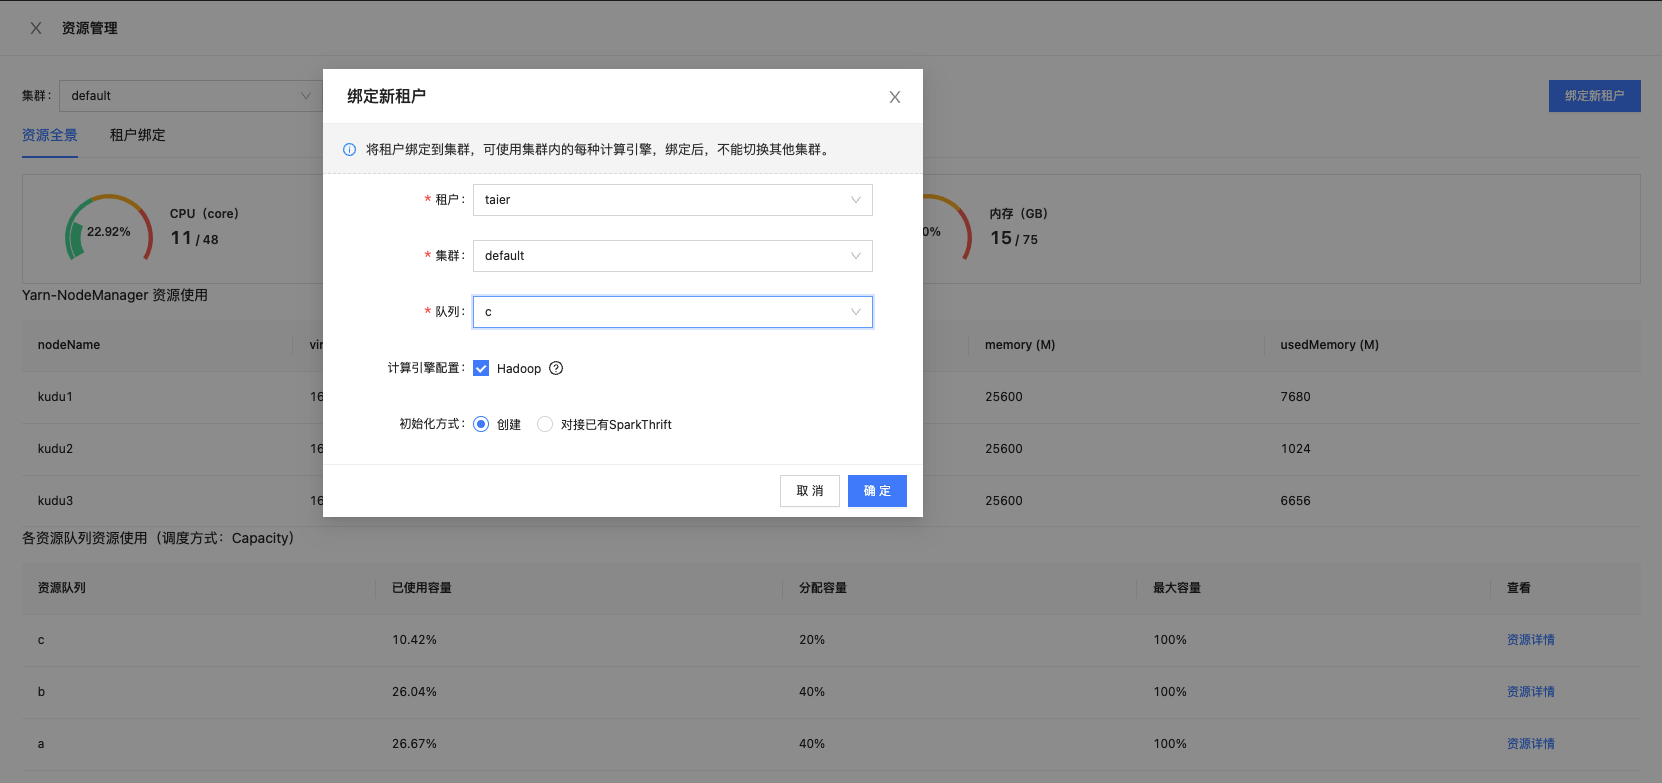 资源管理
集群： default
绑定新租户
资源全景 租户绑定
绑定新租户
将租户绑定到集群，可使用集群内的每种计算引擎，绑定后，不能切换其他集群。
* 租户： taier
* 集群： default
* 队列： c
计算引擎配置： Hadoop
初始化方式： 创建 对接已有SparkThrift
取 消 确 定
22.92%
CPU（core）
11 / 48
0%
内存（GB）
15 / 75
Yarn-NodeManager 资源使用
nodeName vir memory (M) usedMemory (M)
kudu1 16 25600 7680
kudu2 16 25600 1024
kudu3 16 25600 6656
各资源队列资源使用（调度方式：Capacity）
资源队列 已使用容量 分配容量 最大容量 查看
c 10.42% 20% 100% 资源详情
b 26.04% 40% 100% 资源详情
a 26.67% 40% 100% 资源详情